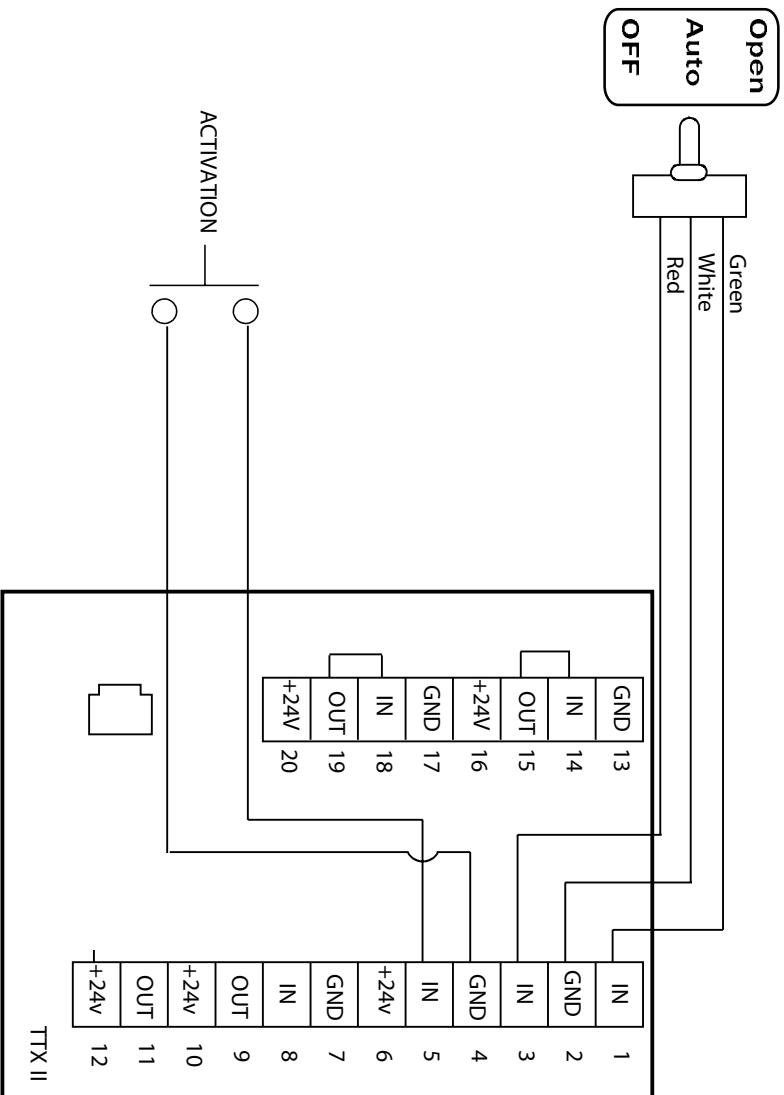 Open
Auto
OFF
Green
White
Red
ACTIVATION
GND 13
IN 14
OUT 15
+24V 16
GND 17
IN 18
OUT 19
+24V 20
IN 1
GND 2
IN 3
GND 4
IN 5
+24v 6
GND 7
IN 8
OUT 9
+24v 10
OUT 11
+24v 12
TTX II